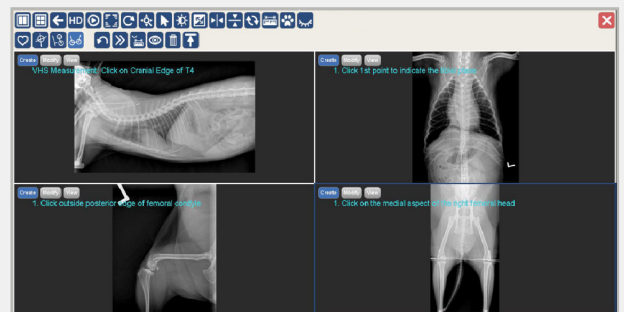 HD
Create Modify View
VHS Measurement: Click on Cranial Edge of T4
Create Modify View
1. Click 1st point to indicate the
Create Modify View
1. Click outside posterior edge of femoral condyle
Create Modify View
1. Click on the medial aspect of the right femoral head